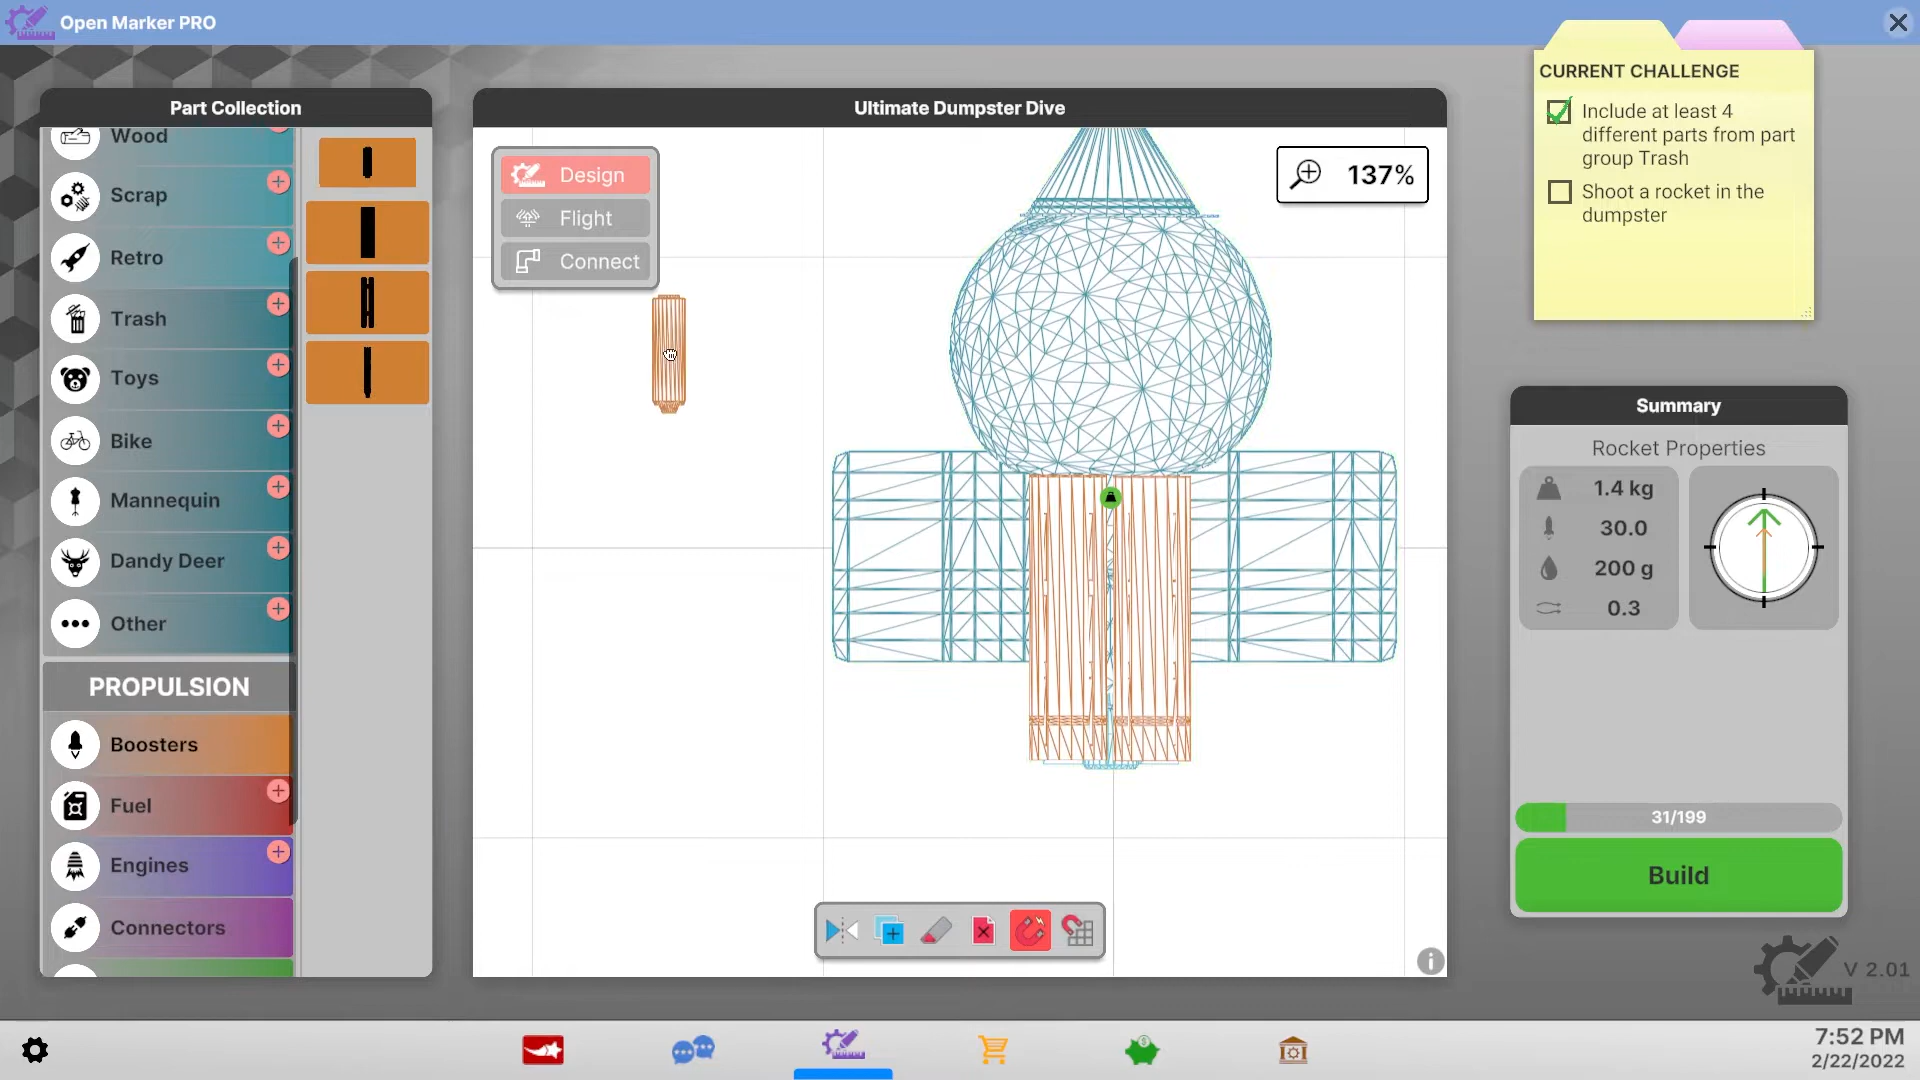 Open Marker PRO
CURRENT CHALLENGE
Include at least 4
different parts from part
group Trash
Shoot a rocket in the
dumpster
Part Collection
Wood
Scrap
Retro
Trash
Toys
Bike
Mannequin
Dandy Deer
Other
PROPULSION
Boosters
Fuel
Engines
Connectors
Ultimate Dumpster Dive
Design
Flight
Connect
137%
Summary
Rocket Properties
1.4 kg
30.0
200 g
0.3
31/199
Build
V 2.01
7:52 PM
2/22/2022